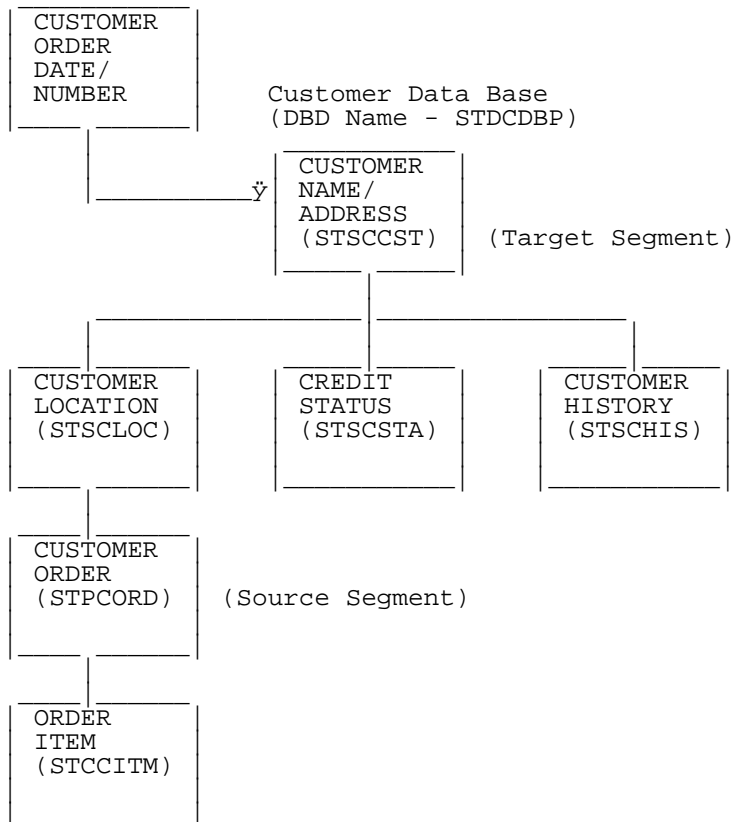 CUSTOMER
ORDER
DATE/
NUMBER
Customer Data Base
(DBD Name - STDCDBP)
ÿ
CUSTOMER
NAME/
ADDRESS
(STSCCST)
(Target Segment)
CUSTOMER
LOCATION
(STSCLOC)
CREDIT
STATUS
(STSCSTA)
CUSTOMER
HISTORY
(STSCHIS)
CUSTOMER
ORDER
(STPCORD)
(Source Segment)
ORDER
ITEM
(STCCITM)